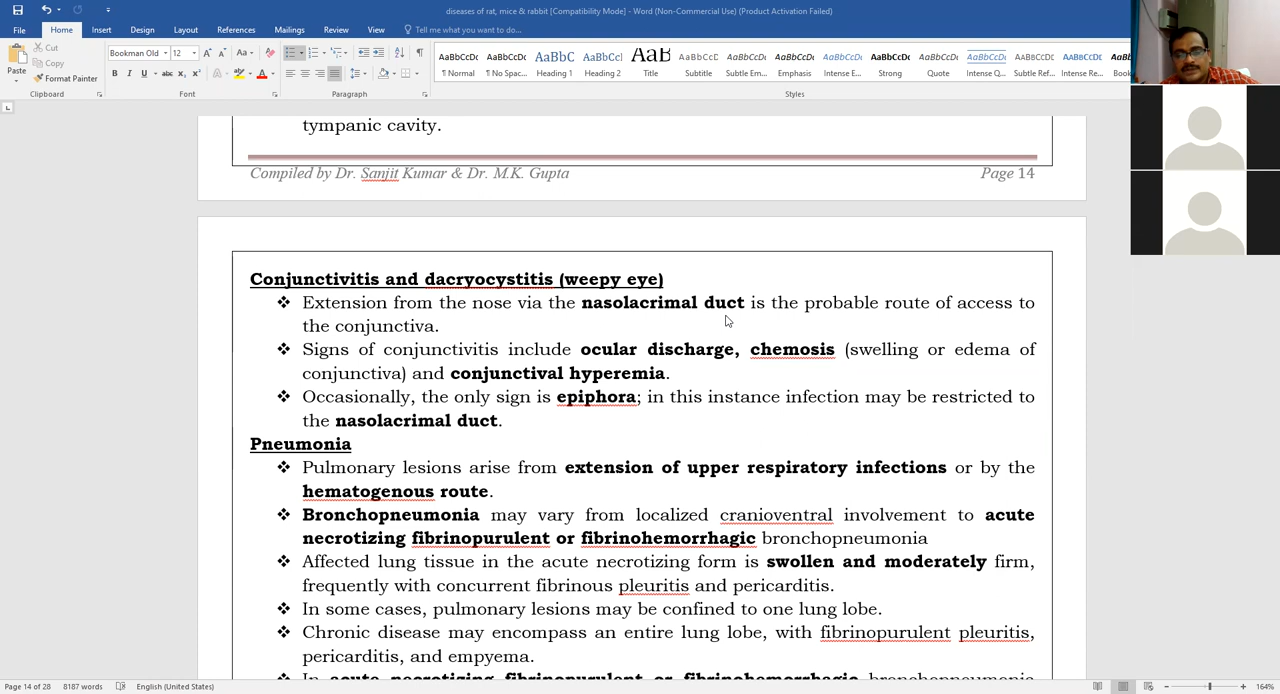 diseases of rat, mice & rabbit [Compatibility Mode] - Word (Non-Commercial Use) (Product Activation Failed)
File Home Insert Design Layout References Mailings Review View Tell me what you want to do...
Cut
Copy
Format Painter
Paste
Clipboard
Bookman Old 12
Font
Paragraph
AaBbCcDc AaBbCcDc AaBbC AaBbCcl AaB AaBbCcD AaBbCcDc AaBbCcDc AaBbCcDc AaBbCcDc AaBbCcDc AaBbCcDc AaBbCcDc AaBbCcDc
¶ Normal ¶ No Spac... Heading 1 Heading 2 Title Subtitle Subtle Em... Emphasis Intense E... Strong Quote Intense Q... Subtle Ref... Intense Re...
Styles
tympanic cavity.
Compiled by Dr. Sanjit Kumar & Dr. M.K. Gupta Page 14
Conjunctivitis and dacryocystitis (weepy eye)
❖ Extension from the nose via the nasolacrimal duct is the probable route of access to
the conjunctiva.
❖ Signs of conjunctivitis include ocular discharge, chemosis (swelling or edema of
conjunctiva) and conjunctival hyperemia.
❖ Occasionally, the only sign is epiphora; in this instance infection may be restricted to
the nasolacrimal duct.
Pneumonia
❖ Pulmonary lesions arise from extension of upper respiratory infections or by the
hematogenous route.
❖ Bronchopneumonia may vary from localized cranioventral involvement to acute
necrotizing fibrinopurulent or fibrinohemorrhagic bronchopneumonia
❖ Affected lung tissue in the acute necrotizing form is swollen and moderately firm,
frequently with concurrent fibrinous pleuritis and pericarditis.
❖ In some cases, pulmonary lesions may be confined to one lung lobe.
❖ Chronic disease may encompass an entire lung lobe, with fibrinopurulent pleuritis,
pericarditis, and empyema.
❖ In acute necrotizing fibrinopurulent or fibrinohemorrhagic bronchopneumonia
Page 14 of 28 8187 words English (United States) 164%